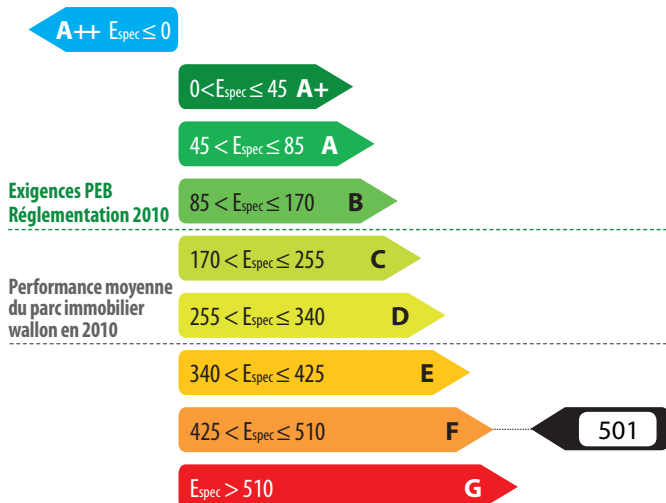 A++ Espec ≤ 0
0 < Espec ≤ 45 A+
45 < Espec ≤ 85 A
Exigences PEB
Réglementation 2010
85 < Espec ≤ 170 B
170 < Espec ≤ 255 C
Performance moyenne
du parc immobilier
wallon en 2010
255 < Espec ≤ 340 D
340 < Espec ≤ 425 E
425 < Espec ≤ 510 F 501
Espec > 510 G